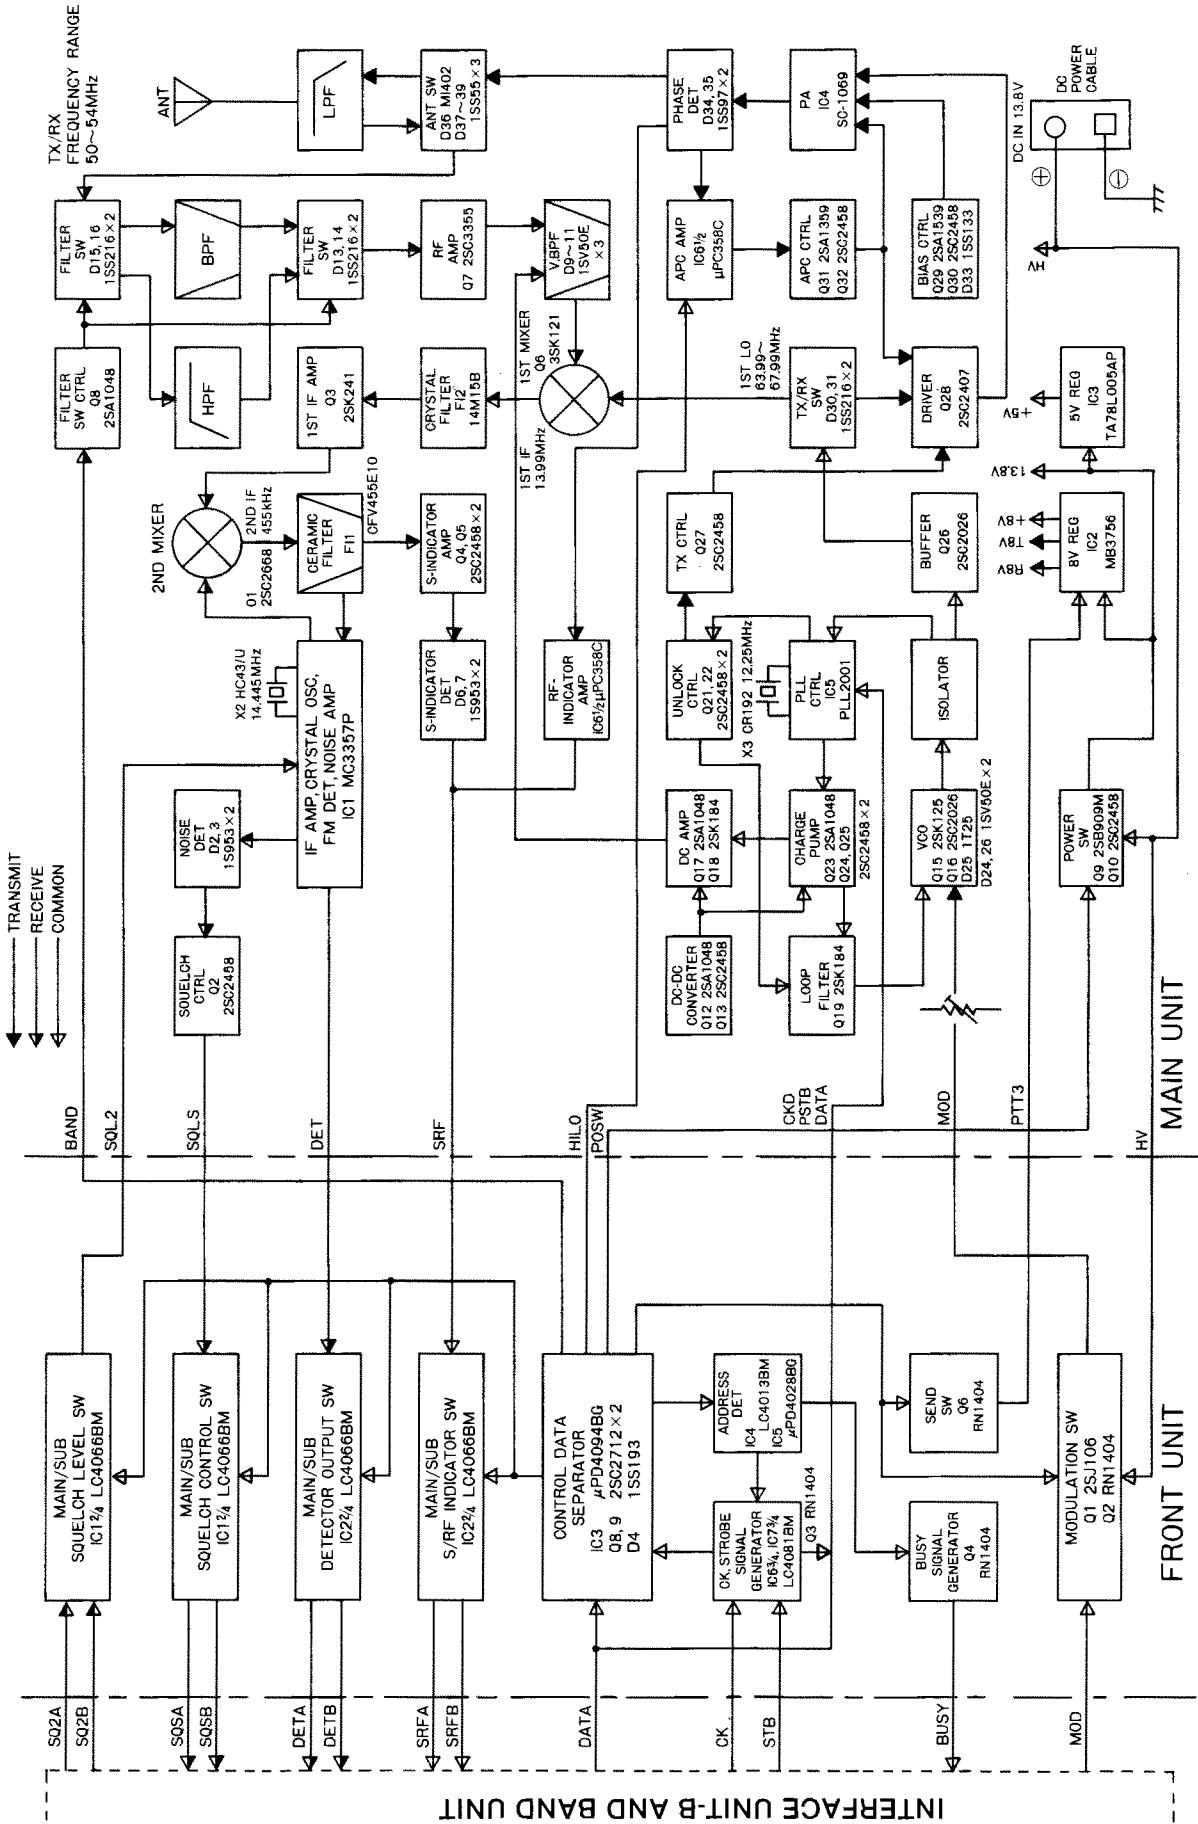 TRANSMIT
RECEIVE
COMMON
TX/RX
FREQUENCY RANGE
50~54MHz
ANT
LPF
ANT SW
D36 MI402
D37~39
1SS55×3
PHASE
DET
D34, 35
1SS97×2
PA
IC4
SC-1069
DC IN 13.8V
DC
POWER
CABLE
FILTER
SW
D15, 16
1SS216×2
BPF
FILTER
SW
D13, 14
1SS216×2
RF
AMP
Q7 2SC3355
V.BPF
D9~11
1SV50E
×3
APC AMP
IC6½
μPC358C
APC CTRL
Q31 2SA1359
Q32 2SC2458
BIAS CTRL
Q29 2SA1539
Q30 2SC2458
D33 1SS133
HV
FILTER
SW CTRL
Q8
2SA1048
HPF
1ST IF AMP
Q3
2SK241
CRYSTAL
FILTER
FI2
14M15B
1ST MIXER
Q6
3SK121
1ST IF
13.99MHz
1ST LO
63.99~
67.99MHz
TX/RX
SW
D30, 31
1SS216×2
DRIVER
Q28
2SC2407
+5V
5V REG
IC3
TA78L005AP
2ND MIXER
Q1
2SC2668
2ND IF
455kHz
CERAMIC
FILTER
FI1
CFV455E10
S-INDICATOR
AMP
Q4, Q5
2SC2458×2
TX CTRL
Q27
2SC2458
BUFFER
Q26
2SC2026
13.8V
+8V
T8V
R8V
8V REG
IC2
MB3756
X2 HC43/U
14.445MHz
IF AMP, CRYSTAL OSC,
FM DET, NOISE AMP
IC1 MC3357P
S-INDICATOR
DET
D6, 7
1S953×2
RF-
INDICATOR
AMP
IC6½ μPC358C
UNLOCK
CTRL
Q21, 22
2SC2458×2
X3 CR192 12.25MHz
PLL
CTRL
IC5
PLL2001
ISOLATOR
NOISE
DET
D2, 3
1S953×2
DC AMP
Q17 2SA1048
Q18 2SK184
CHARGE
PUMP
Q23 2SA1048
Q24, Q25
2SC2458×2
VCO
Q15 2SK125
Q16 2SC2026
D25 1T25
D24, 26 1SV50E×2
POWER
SW
Q9 2SB909M
Q10 2SC2458
SQUELCH
CTRL
Q2
2SC2458
DC-DC
CONVERTER
Q12 2SA1048
Q13 2SC2458
LOOP
FILTER
Q19 2SK184
BAND
SQL2
SQLS
DET
SRF
HILO
POSW
CKD
PSTB
DATA
MOD
PTT3
HV
MAIN UNIT
MAIN/SUB
SQUELCH LEVEL SW
IC1 2/4 LC4066BM
MAIN/SUB
SQUELCH CONTROL SW
IC1 2/4 LC4066BM
MAIN/SUB
DETECTOR OUTPUT SW
IC2 2/4 LC4066BM
MAIN/SUB
S/RF INDICATOR SW
IC2 2/4 LC4066BM
CONTROL DATA
SEPARATOR
IC3 μPD4094BG
Q8, 9 2SC2712×2
D4 1SS193
ADDRESS
DET
IC4 LC4013BM
IC5 μPD4028BG
CK, STROBE
SIGNAL
GENERATOR
IC6¾, IC7¾
LC4081BM
Q3 RN1404
SEND
SW
Q6
RN1404
BUSY
SIGNAL
GENERATOR
Q4
RN1404
MODULATION SW
Q1 2SJ106
Q2 RN1404
FRONT UNIT
SQ2A
SQ2B
SQSA
SQSB
DETA
DETB
SRFA
SRFB
DATA
CK
STB
BUSY
MOD
INTERFACE UNIT-B AND BAND UNIT